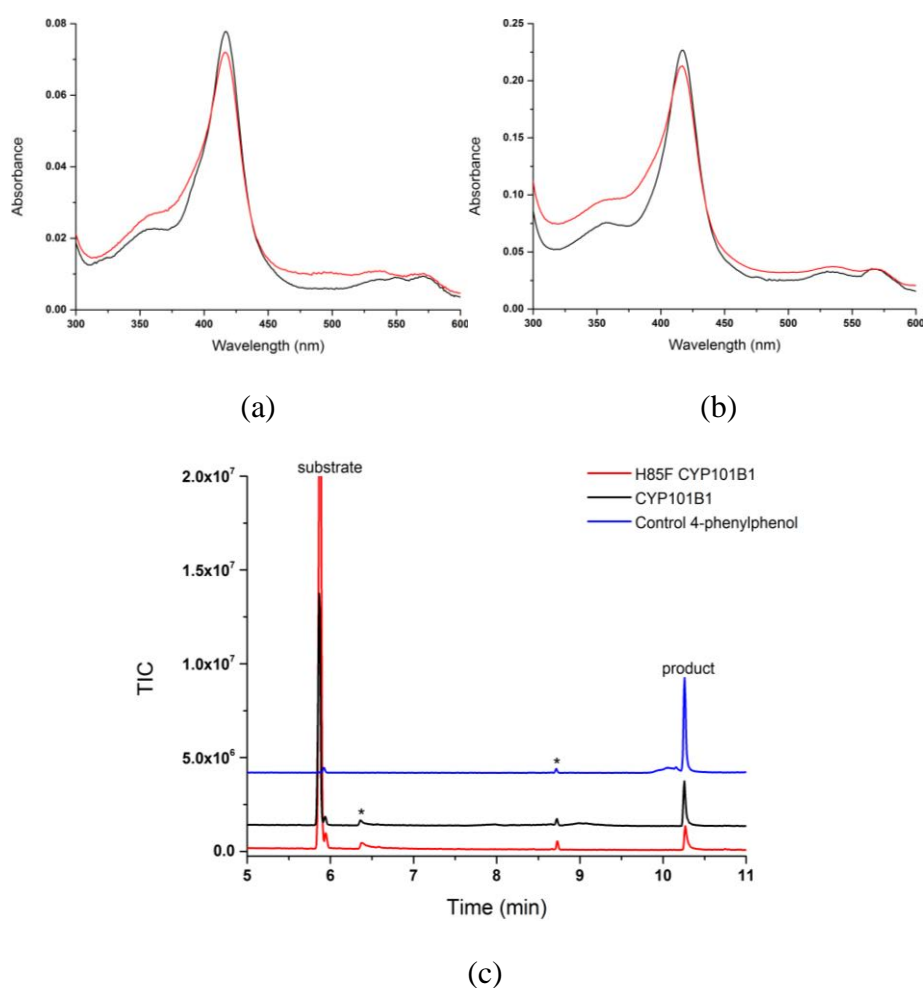 0.08
0.06
0.04
0.02
0.00
Absorbance
300 350 400 450 500 550 600
Wavelength (nm)
(a)
0.25
0.20
0.15
0.10
0.05
0.00
Absorbance
300 350 400 450 500 550 600
Wavelength (nm)
(b)
substrate
H85F CYP101B1
CYP101B1
Control 4-phenylphenol
2.0x10⁷
1.5x10⁷
1.0x10⁷
5.0x10⁶
0.0
TIC
product
*
*
5 6 7 8 9 10 11
Time (min)
(c)